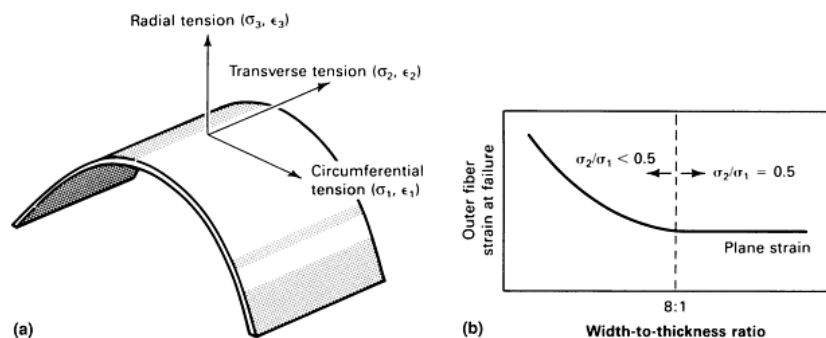 Radial tension (σ₃, ϵ₃)
Transverse tension (σ₂, ϵ₂)
Circumferential
tension (σ₁, ϵ₁)
(a)
Outer fiber
strain at failure
σ₂/σ₁ < 0.5
σ₂/σ₁ = 0.5
Plane strain
8:1
(b)
Width-to-thickness ratio